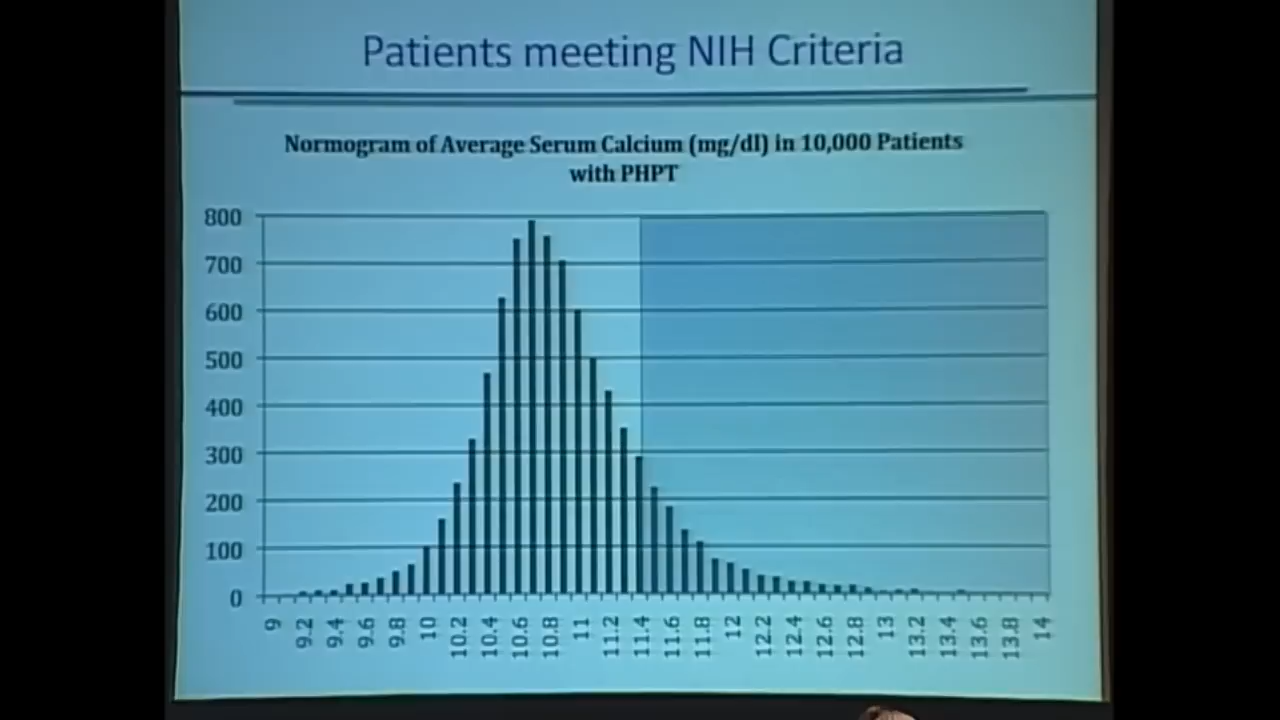 Patients meeting NIH Criteria
Normogram of Average Serum Calcium (mg/dl) in 10,000 Patients
with PHPT
800
700
600
500
400
300
200
100
0
9 9.2 9.4 9.6 9.8 10 10.2 10.4 10.6 10.8 11 11.2 11.4 11.6 11.8 12 12.2 12.4 12.6 12.8 13 13.2 13.4 13.6 13.8 14